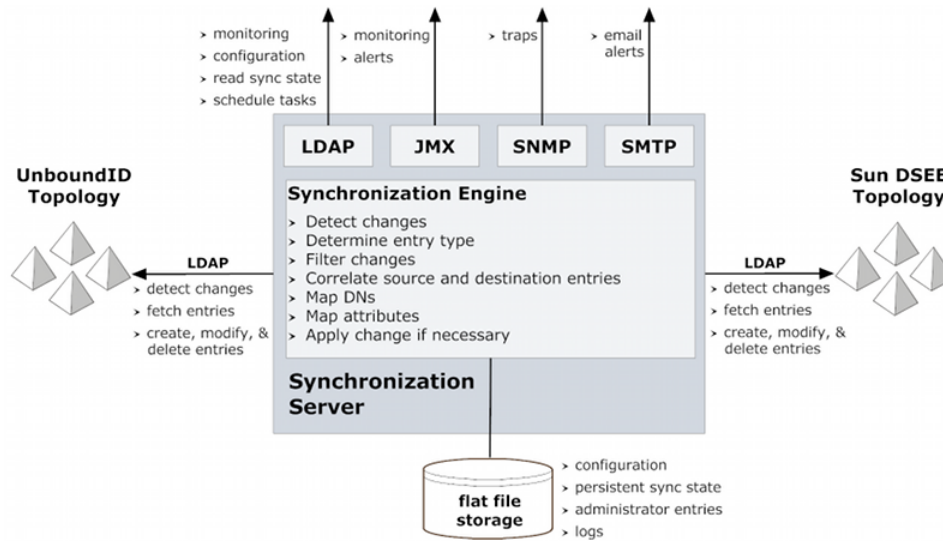 monitoring
configuration
read sync state
schedule tasks
monitoring
alerts
traps
email
alerts
LDAP
JMX
SNMP
SMTP
UnboundID
Topology
LDAP
detect changes
fetch entries
create, modify, &
delete entries
Synchronization Engine
Detect changes
Determine entry type
Filter changes
Correlate source and destination entries
Map DNs
Map attributes
Apply change if necessary
Synchronization
Server
Sun DSEE
Topology
LDAP
detect changes
fetch entries
create, modify, &
delete entries
flat file
storage
configuration
persistent sync state
administrator entries
logs